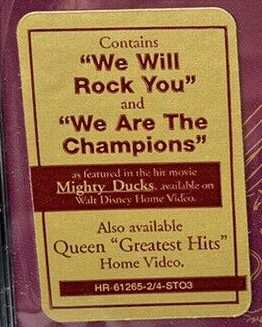 Contains
“We Will
Rock You”
and
“We Are The
Champions”
as featured in the hit movie
Mighty Ducks, available on
Walt Disney Home Video.
Also available
Queen “Greatest Hits”
Home Video.
HR-61265-2/4-STO3